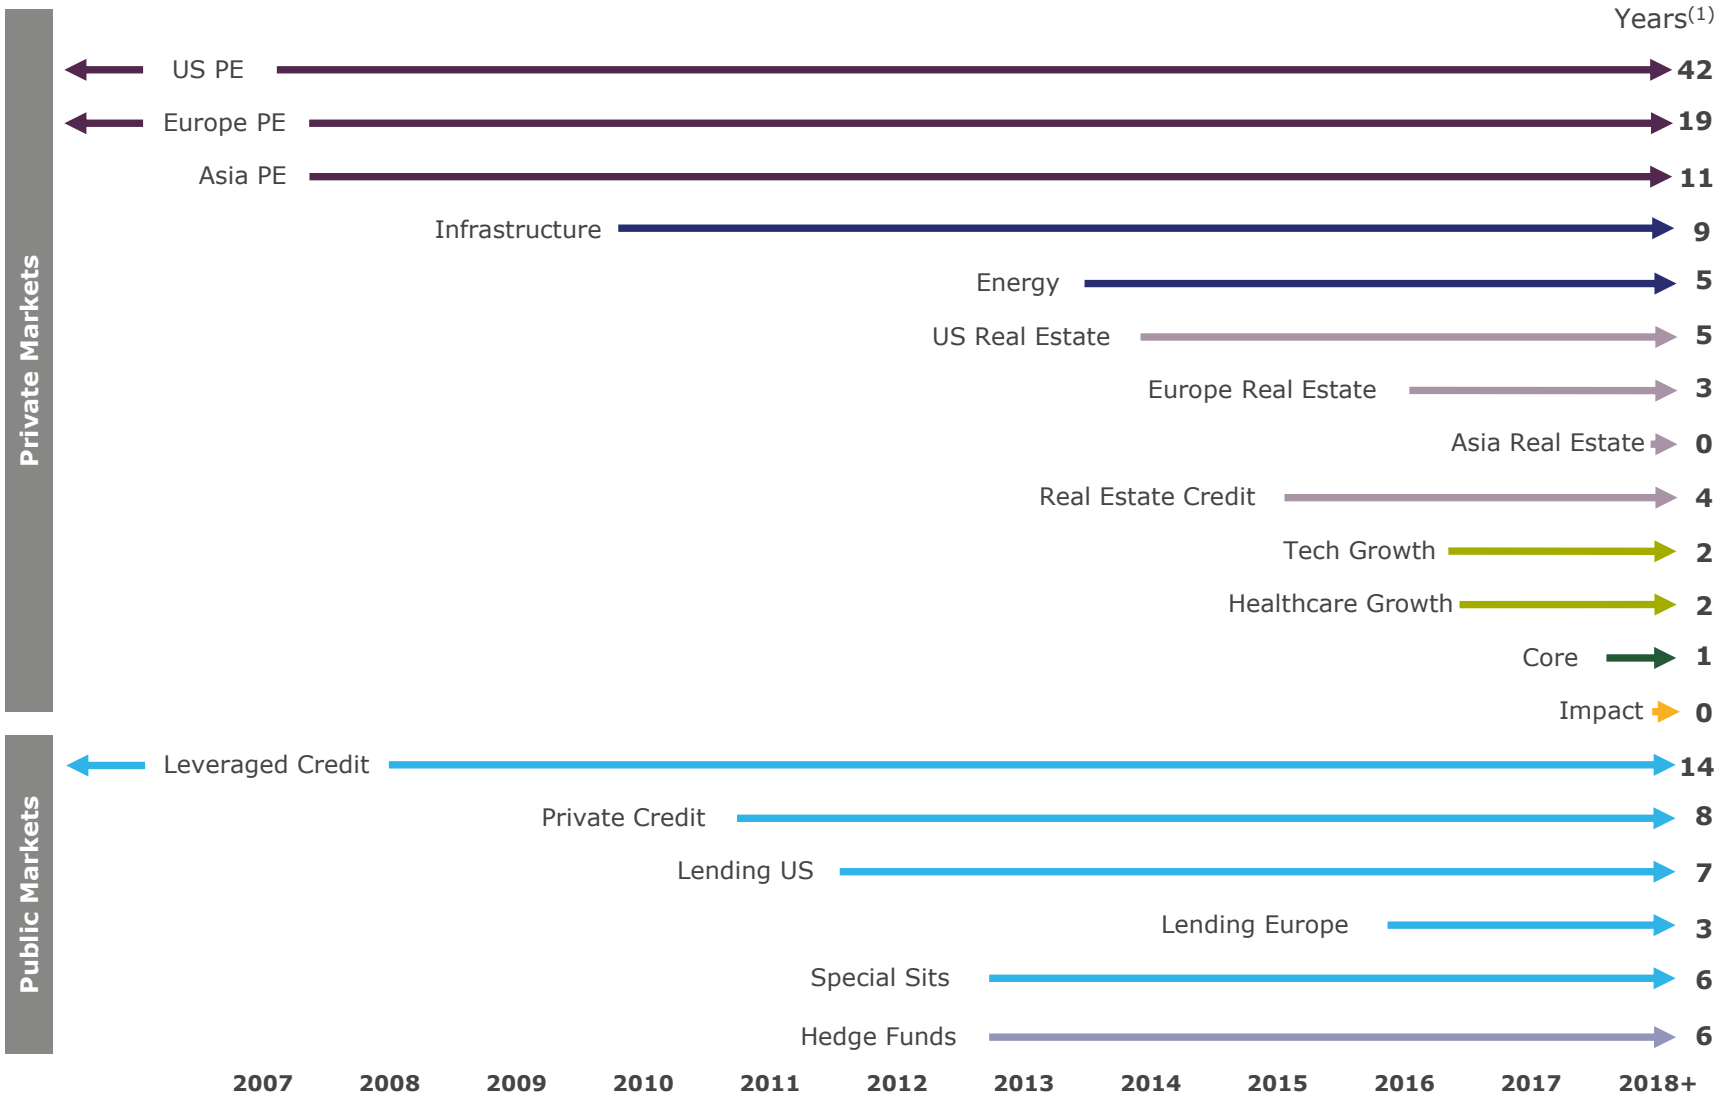 Years(1)
Private Markets
US PE 42
Europe PE 19
Asia PE 11
Infrastructure 9
Energy 5
US Real Estate 5
Europe Real Estate 3
Asia Real Estate 0
Real Estate Credit 4
Tech Growth 2
Healthcare Growth 2
Core 1
Impact 0
Public Markets
Leveraged Credit 14
Private Credit 8
Lending US 7
Lending Europe 3
Special Sits 6
Hedge Funds 6
2007 2008 2009 2010 2011 2012 2013 2014 2015 2016 2017 2018+